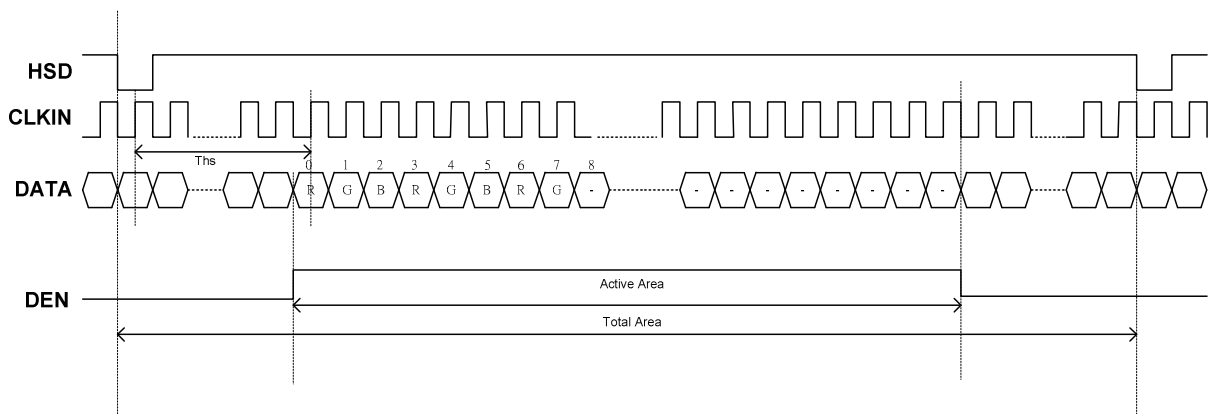 HSD
CLKIN
Ths
0 1 2 3 4 5 6 7 8
DATA R G B R G B R G - - - - - - - - -
Active Area
DEN
Total Area